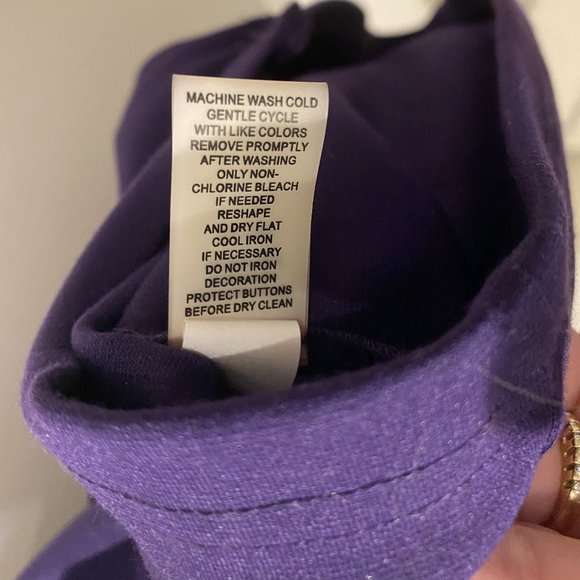 MACHINE WASH COLD
GENTLE CYCLE
WITH LIKE COLORS
REMOVE PROMPTLY
AFTER WASHING
ONLY NON-
CHLORINE BLEACH
IF NEEDED
RESHAPE
AND DRY FLAT
COOL IRON
IF NECESSARY
DO NOT IRON
DECORATION
PROTECT BUTTONS
BEFORE DRY CLEAN